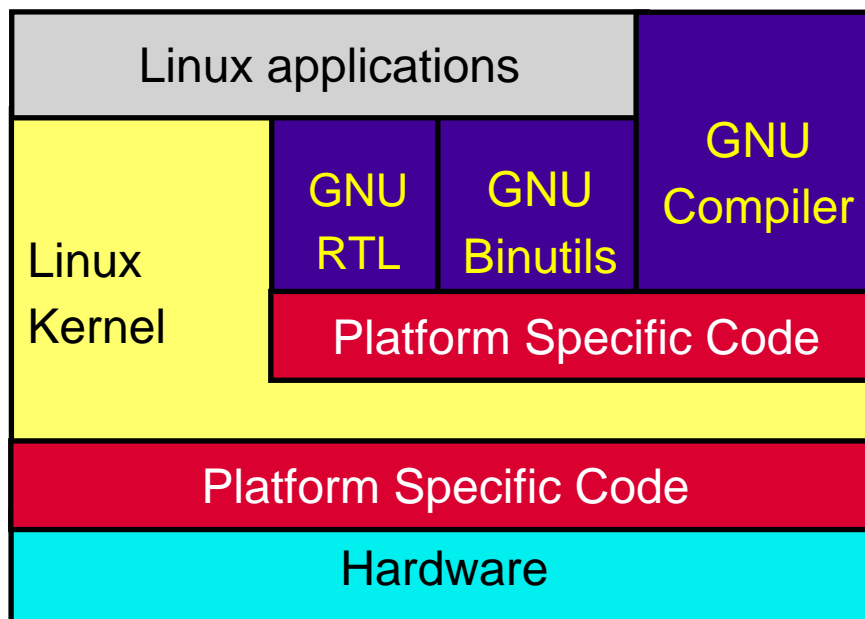 Linux applications
GNU
Compiler
GNU
RTL
GNU
Binutils
Linux
Kernel
Platform Specific Code
Platform Specific Code
Hardware